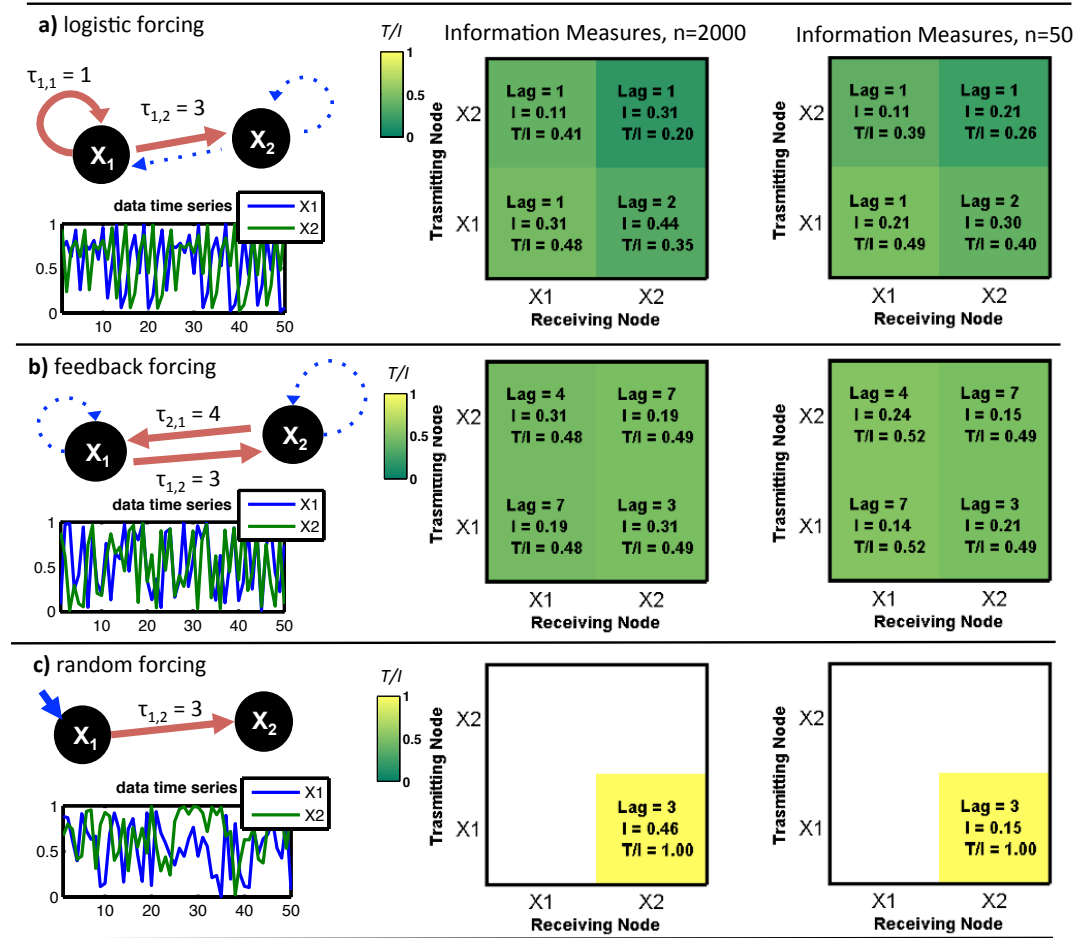 a) logistic forcing
T/I
Information Measures, n=2000
Information Measures, n=50
τ1,1 = 1
τ1,2 = 3
X1
X2
1
0.5
0
data time series
X1
X2
1
0.5
0
10 20 30 40 50
Trasmitting Node
X2
X1
Lag = 1
I = 0.11
T/I = 0.41
Lag = 1
I = 0.31
T/I = 0.20
Lag = 1
I = 0.31
T/I = 0.48
Lag = 2
I = 0.44
T/I = 0.35
X1 X2
Receiving Node
Trasmitting Node
X2
X1
Lag = 1
I = 0.11
T/I = 0.39
Lag = 1
I = 0.21
T/I = 0.26
Lag = 1
I = 0.21
T/I = 0.49
Lag = 2
I = 0.30
T/I = 0.40
X1 X2
Receiving Node
b) feedback forcing
T/I
τ2,1 = 4
X1
X2
τ1,2 = 3
1
0.5
0
data time series
X1
X2
1
0.5
0
10 20 30 40 50
Trasmitting Node
X2
X1
Lag = 4
I = 0.31
T/I = 0.48
Lag = 7
I = 0.19
T/I = 0.49
Lag = 7
I = 0.19
T/I = 0.48
Lag = 3
I = 0.31
T/I = 0.49
X1 X2
Receiving Node
Trasmitting Node
X2
X1
Lag = 4
I = 0.24
T/I = 0.52
Lag = 7
I = 0.15
T/I = 0.49
Lag = 7
I = 0.14
T/I = 0.52
Lag = 3
I = 0.21
T/I = 0.49
X1 X2
Receiving Node
c) random forcing
T/I
τ1,2 = 3
X1
X2
1
0.5
0
data time series
X1
X2
1
0.5
0
10 20 30 40 50
Trasmitting Node
X2
X1
Lag = 3
I = 0.46
T/I = 1.00
X1 X2
Receiving Node
Trasmitting Node
X2
X1
Lag = 3
I = 0.15
T/I = 1.00
X1 X2
Receiving Node